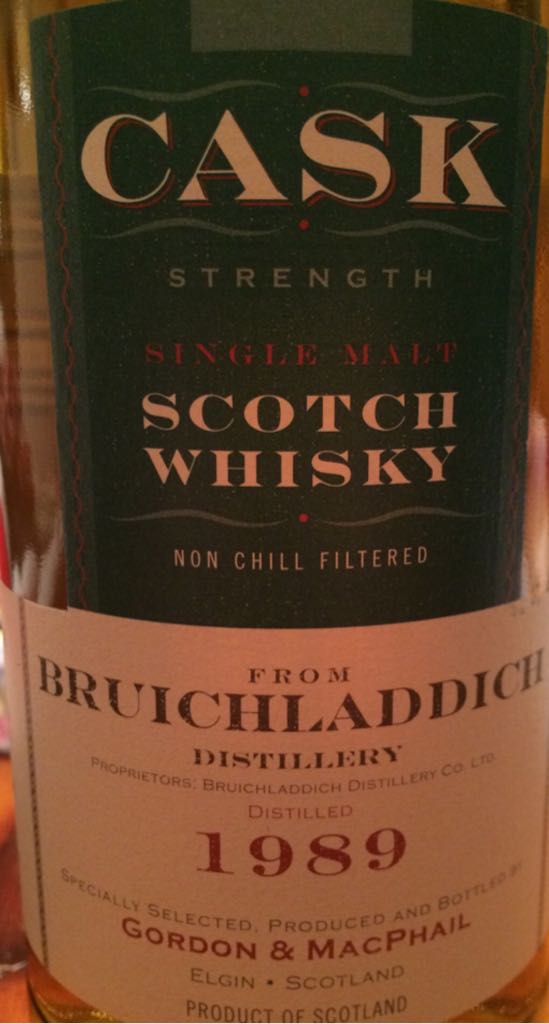 CASK
STRENGTH
SINGLE MALT
SCOTCH
WHISKY
NON CHILL FILTERED
FROM
BRUICHLADDICH
DISTILLERY
PROPRIETORS: BRUICHLADDICH DISTILLERY CO. LTD.
DISTILLED
1989
SPECIALLY SELECTED, PRODUCED AND BOTTLED BY
GORDON & MACPHAIL
ELGIN • SCOTLAND
PRODUCT OF SCOTLAND